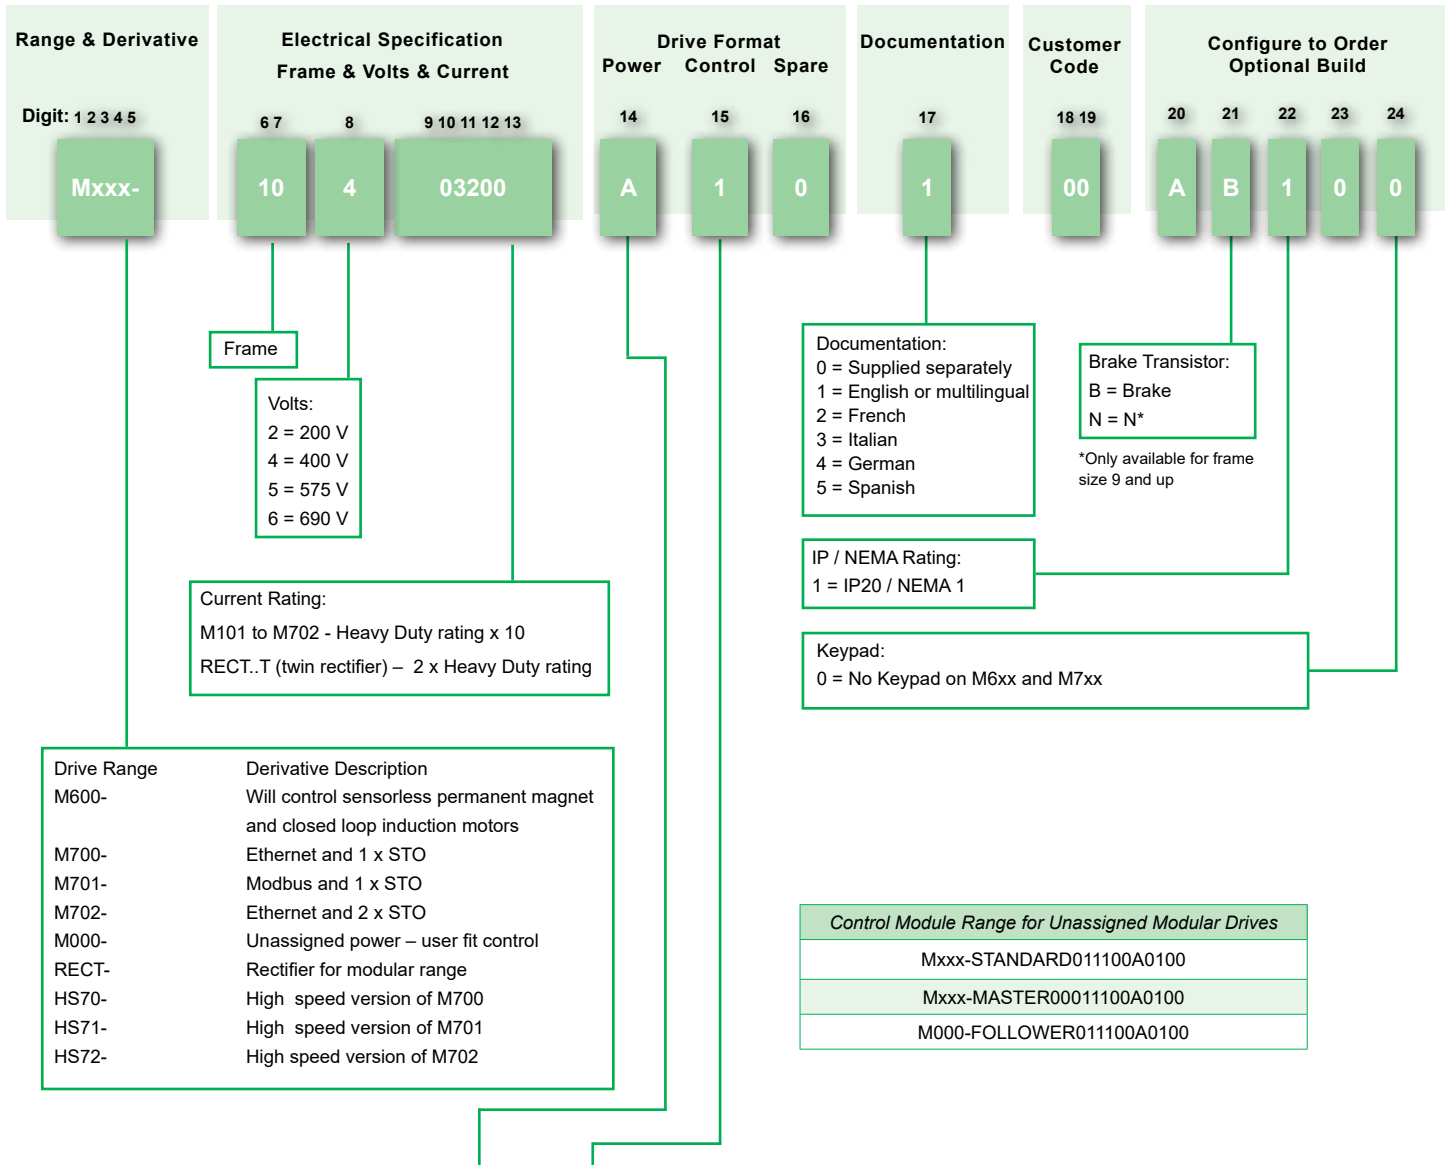 Range & Derivative
Electrical Specification
Frame & Volts & Current
Drive Format
Power Control Spare
Documentation
Customer
Code
Configure to Order
Optional Build
Digit: 1 2 3 4 5
6 7
8
9 10 11 12 13
14
15
16
17
18 19
20
21
22
23
24
Mxxx-
10
4
03200
A
1
0
1
00
A
B
1
0
0
Frame
Volts:
2 = 200 V
4 = 400 V
5 = 575 V
6 = 690 V
Documentation:
0 = Supplied separately
1 = English or multilingual
2 = French
3 = Italian
4 = German
5 = Spanish
Brake Transistor:
B = Brake
N = N*
*Only available for frame
size 9 and up
IP / NEMA Rating:
1 = IP20 / NEMA 1
Current Rating:
M101 to M702 - Heavy Duty rating x 10
RECT..T (twin rectifier) – 2 x Heavy Duty rating
Keypad:
0 = No Keypad on M6xx and M7xx
Drive Range Derivative Description
M600- Will control sensorless permanent magnet
and closed loop induction motors
M700- Ethernet and 1 x STO
M701- Modbus and 1 x STO
M702- Ethernet and 2 x STO
M000- Unassigned power – user fit control
RECT- Rectifier for modular range
HS70- High speed version of M700
HS71- High speed version of M701
HS72- High speed version of M702
Control Module Range for Unassigned Modular Drives
Mxxx-STANDARD011100A0100
Mxxx-MASTER00011100A0100
M000-FOLLOWER011100A0100